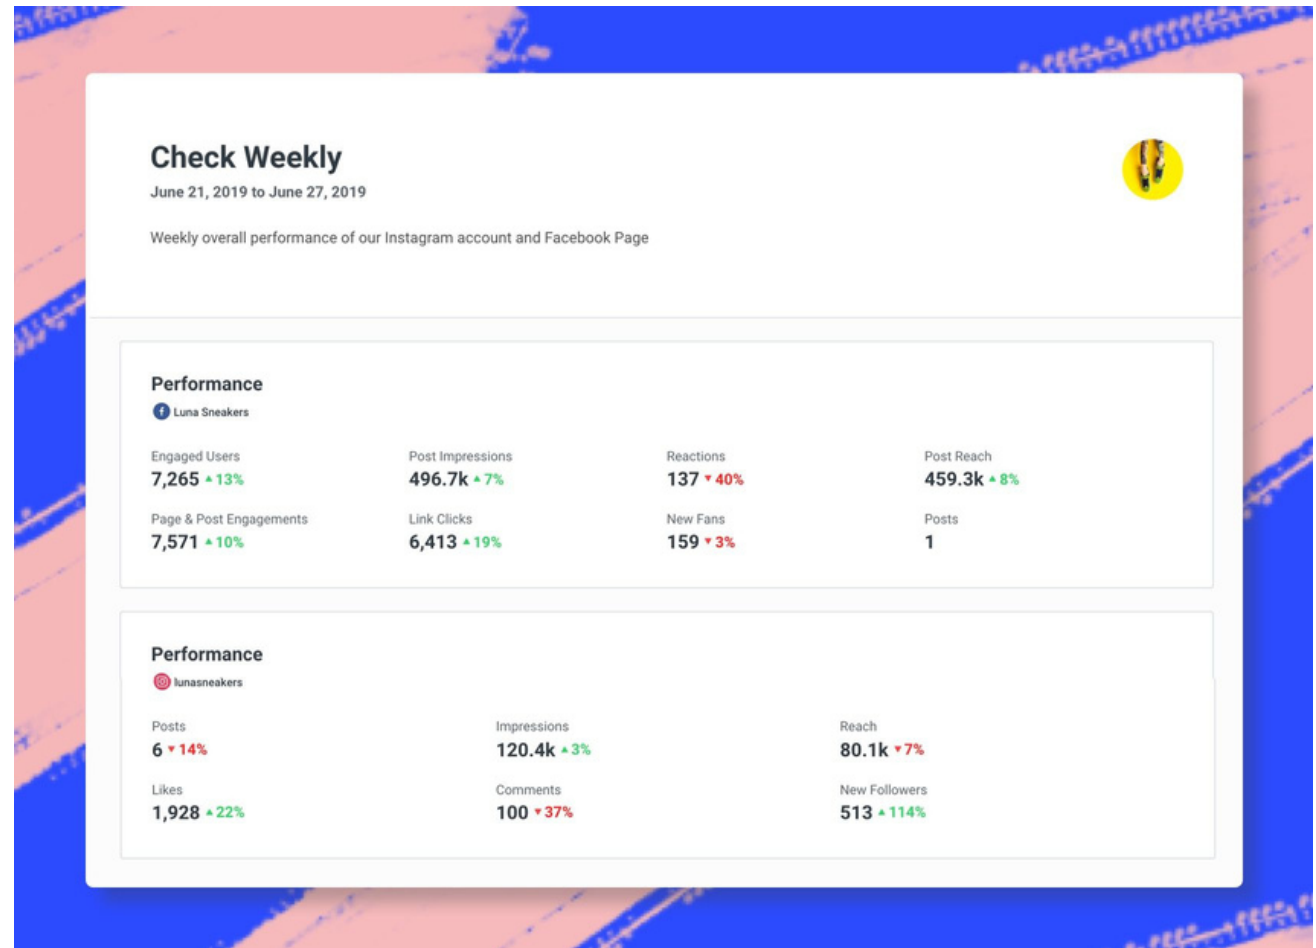 Check Weekly
June 21, 2019 to June 27, 2019
Weekly overall performance of our Instagram account and Facebook Page
Performance
Luna Sneakers
Engaged Users
7,265 ▲ 13%
Post Impressions
496.7k ▲ 7%
Reactions
137 ▼ 40%
Post Reach
459.3k ▲ 8%
Page & Post Engagements
7,571 ▲ 10%
Link Clicks
6,413 ▲ 19%
New Fans
159 ▼ 3%
Posts
1
Performance
lunasneakers
Posts
6 ▼ 14%
Impressions
120.4k ▲ 3%
Reach
80.1k ▼ 7%
Likes
1,928 ▲ 22%
Comments
100 ▼ 37%
New Followers
513 ▲ 114%